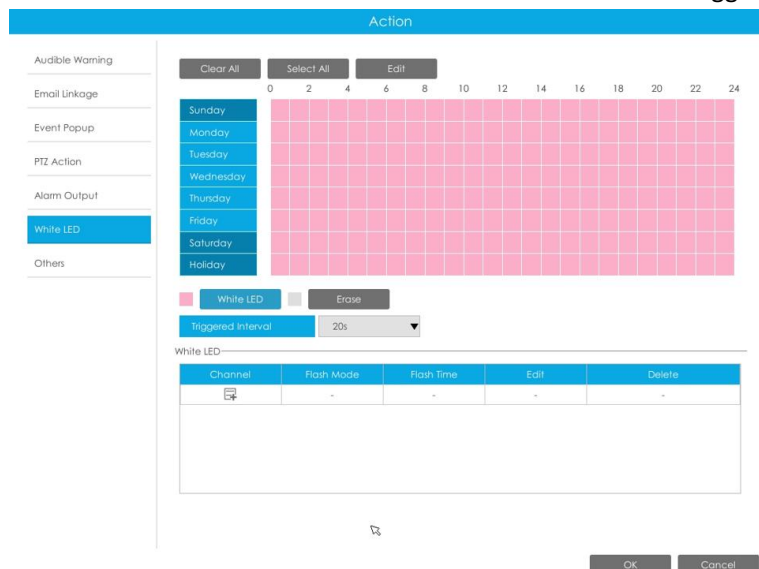 Action
Audible Warning
Email Linkage
Event Popup
PTZ Action
Alarm Output
White LED
Others
Clear All Select All Edit
0 2 4 6 8 10 12 14 16 18 20 22 24
Sunday
Monday
Tuesday
Wednesday
Thursday
Friday
Saturday
Holiday
White LED Erase
Triggered Interval 20s
White LED
Channel Flash Mode Flash Time Edit Delete
- - - -
OK Cancel